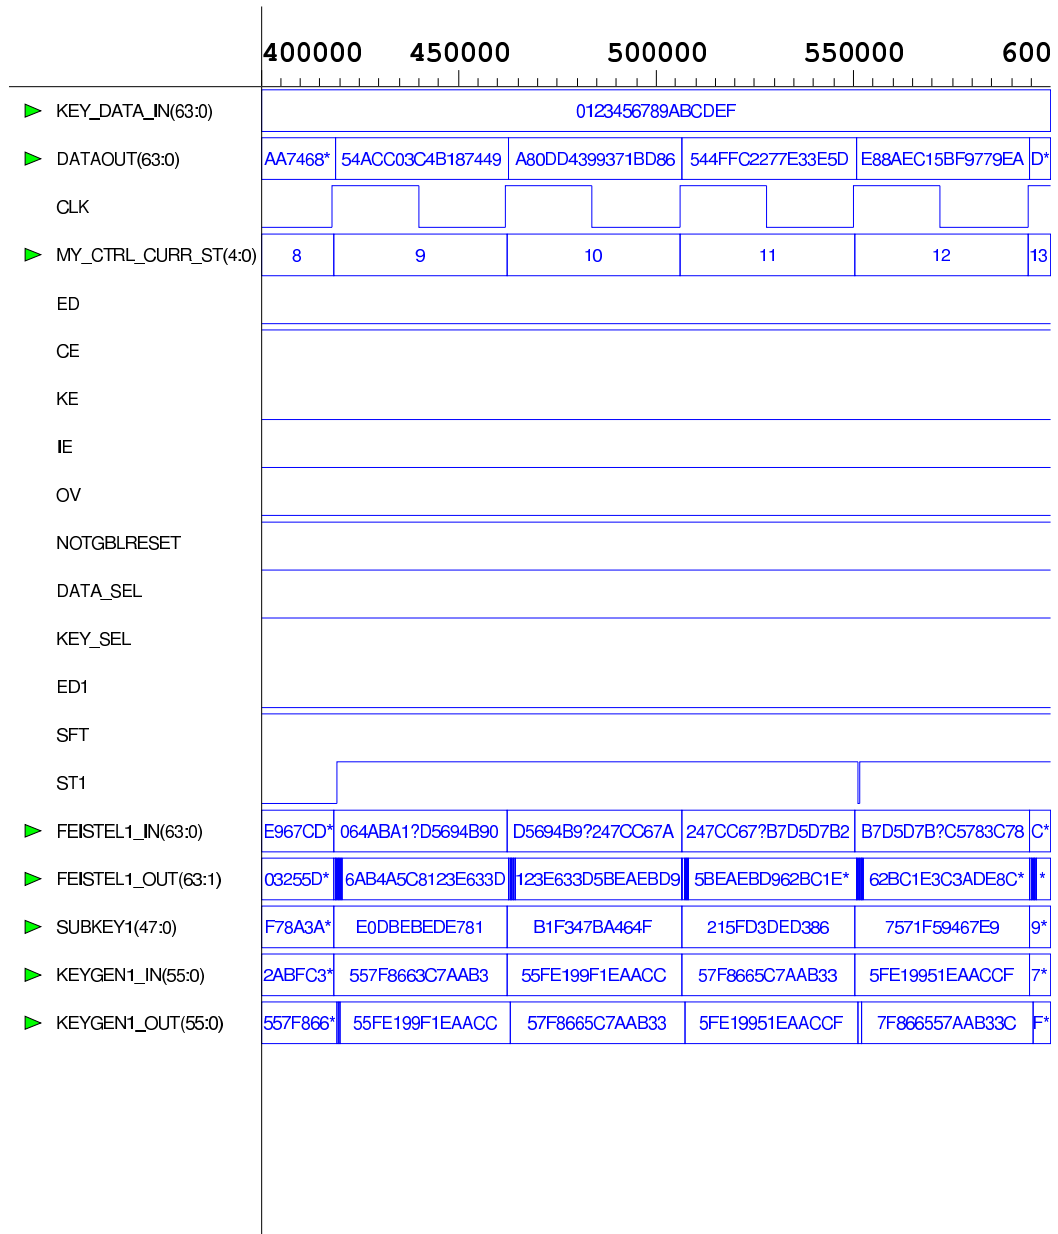 400000 450000 500000 550000 600
KEY_DATA_IN(63:0) 0123456789ABCDEF
DATAOUT(63:0) AA7468* 54ACC03C4B187449 A80DD4399371BD86 544FFC2277E33E5D E88AEC15BF9779EA D*
CLK
MY_CTRL_CURR_ST(4:0) 8 9 10 11 12 13
ED
CE
KE
IE
OV
NOTGBLRESET
DATA_SEL
KEY_SEL
ED1
SFT
ST1
FEISTEL1_IN(63:0) E967CD* 064ABA1?D5694B90 D5694B9?247CC67A 247CC67?B7D5D7B2 B7D5D7B?C5783C78 C*
FEISTEL1_OUT(63:1) 03255D* 6AB4A5C8123E633D 123E633D5BEAEBD9 5BEAEBD962BC1E* 62BC1E3C3ADE8C* *
SUBKEY1(47:0) F78A3A* E0DBEBEDE781 B1F347BA464F 215FD3DED386 7571F59467E9 9*
KEYGEN1_IN(55:0) 2ABFC3* 557F8663C7AAB3 55FE199F1EAACC 57F8665C7AAB33 5FE19951EAACCF 7*
KEYGEN1_OUT(55:0) 557F866* 55FE199F1EAACC 57F8665C7AAB33 5FE19951EAACCF 7F866557AAB33C F*